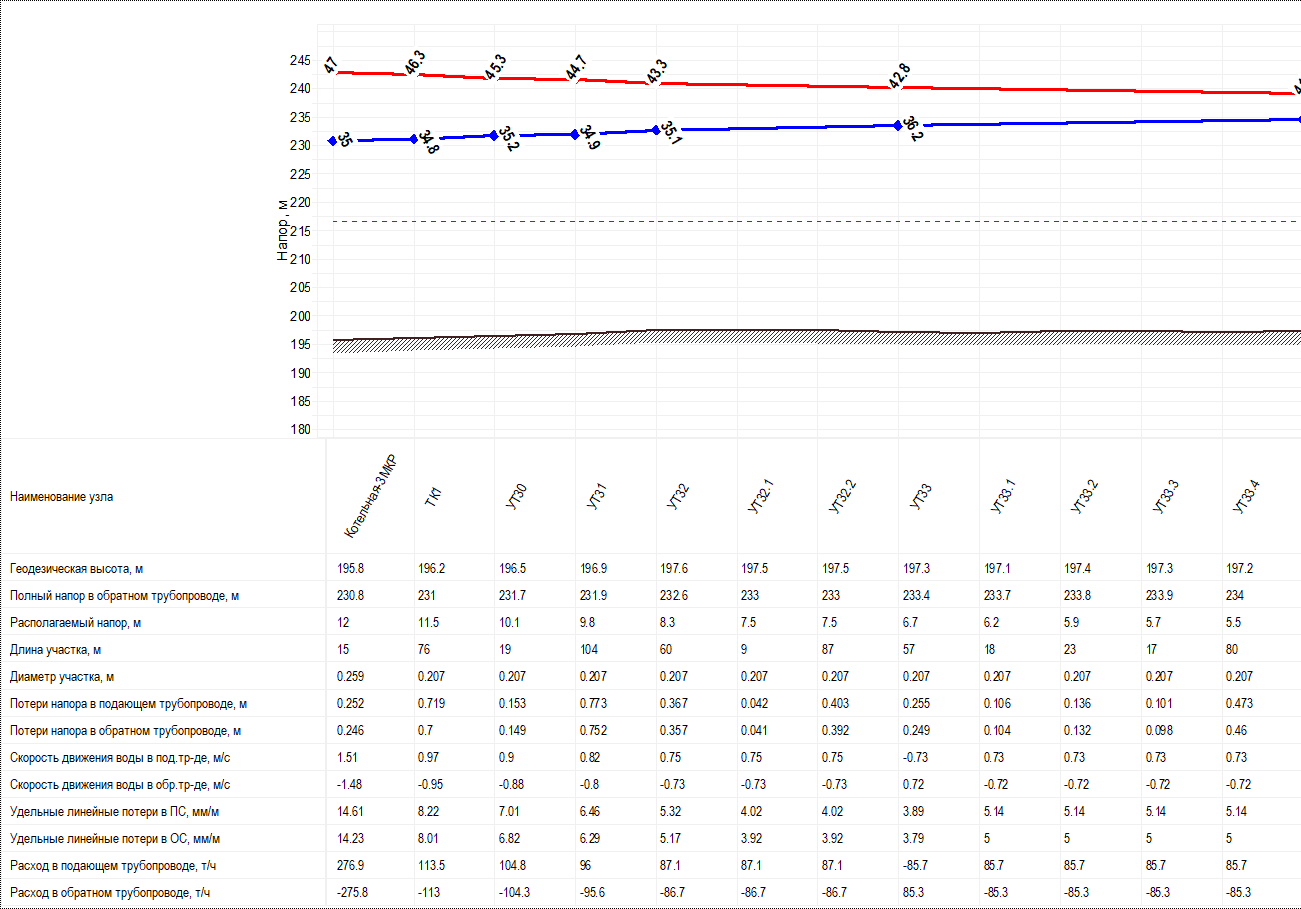 245
240
235
230
225
220
215
210
205
200
195
190
185
180
Напор, м
47
46.3
45.3
44.7
43.3
42.8
35
34.8
35.2
34.9
35.1
36.2
Наименование узла
Котельная-3 МКР
ТК1
УТ30
УТ31
УТ32
УТ32.1
УТ32.2
УТ33
УТ33.1
УТ33.2
УТ33.3
УТ33.4
Геодезическая высота, м 195.8 196.2 196.5 196.9 197.6 197.5 197.5 197.3 197.1 197.4 197.3 197.2
Полный напор в обратном трубопроводе, м 230.8 231 231.7 231.9 232.6 233 233 233.4 233.7 233.8 233.9 234
Располагаемый напор, м 12 11.5 10.1 9.8 8.3 7.5 7.5 6.7 6.2 5.9 5.7 5.5
Длина участка, м 15 76 19 104 60 9 87 57 18 23 17 80
Диаметр участка, м 0.259 0.207 0.207 0.207 0.207 0.207 0.207 0.207 0.207 0.207 0.207 0.207
Потери напора в подающем трубопроводе, м 0.252 0.719 0.153 0.773 0.367 0.042 0.403 0.255 0.106 0.136 0.101 0.473
Потери напора в обратном трубопроводе, м 0.246 0.7 0.149 0.752 0.357 0.041 0.392 0.249 0.104 0.132 0.098 0.46
Скорость движения воды в под.тр-де, м/с 1.51 0.97 0.9 0.82 0.75 0.75 0.75 -0.73 0.73 0.73 0.73 0.73
Скорость движения воды в обр.тр-де, м/с -1.48 -0.95 -0.88 -0.8 -0.73 -0.73 -0.73 0.72 -0.72 -0.72 -0.72 -0.72
Удельные линейные потери в ПС, мм/м 14.61 8.22 7.01 6.46 5.32 4.02 4.02 3.89 5.14 5.14 5.14 5.14
Удельные линейные потери в ОС, мм/м 14.23 8.01 6.82 6.29 5.17 3.92 3.92 3.79 5 5 5 5
Расход в подающем трубопроводе, т/ч 276.9 113.5 104.8 96 87.1 87.1 87.1 -85.7 85.7 85.7 85.7 85.7
Расход в обратном трубопроводе, т/ч -275.8 -113 -104.3 -95.6 -86.7 -86.7 -86.7 85.3 -85.3 -85.3 -85.3 -85.3